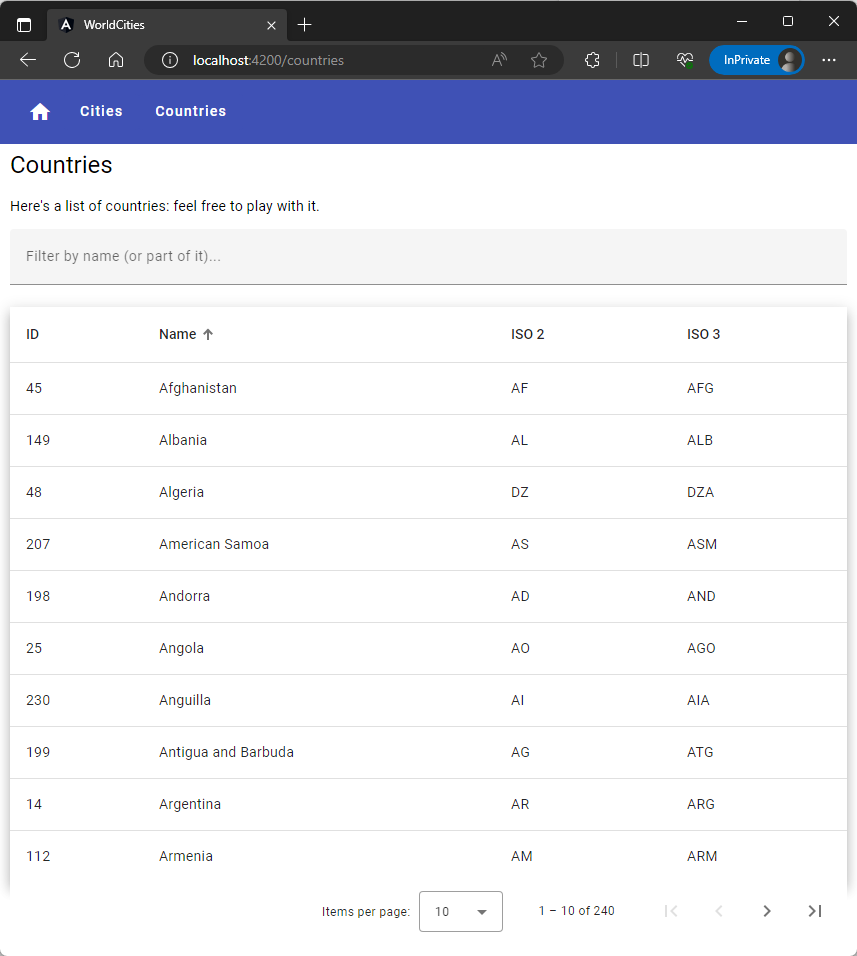 WorldCities
localhost:4200/countries
InPrivate
Cities Countries
Countries
Here's a list of countries: feel free to play with it.
Filter by name (or part of it)...
ID Name ISO 2 ISO 3
45 Afghanistan AF AFG
149 Albania AL ALB
48 Algeria DZ DZA
207 American Samoa AS ASM
198 Andorra AD AND
25 Angola AO AGO
230 Anguilla AI AIA
199 Antigua and Barbuda AG ATG
14 Argentina AR ARG
112 Armenia AM ARM
Items per page: 10 1 – 10 of 240